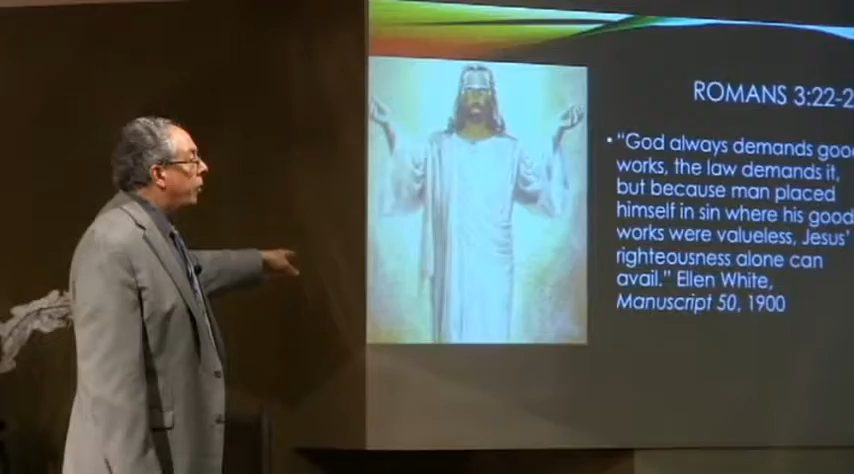 ROMANS 3:22-2
• “God always demands good
works, the law demands it,
but because man placed
himself in sin where his good
works were valueless, Jesus’
righteousness alone can
avail.” Ellen White,
Manuscript 50, 1900